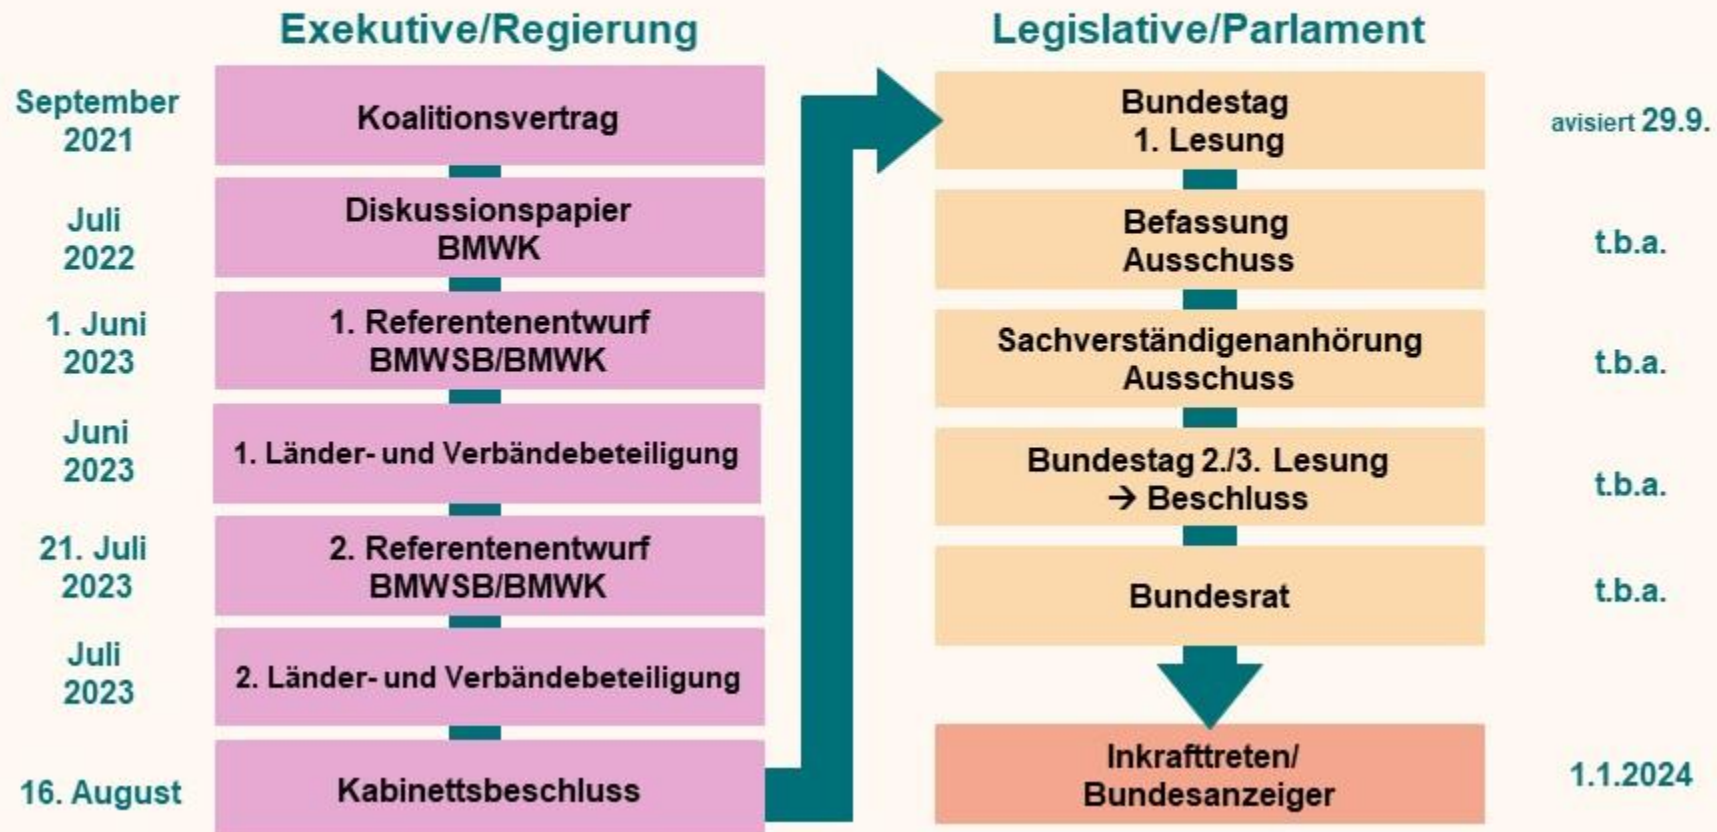 Exekutive/Regierung
September
2021
Koalitionsvertrag
Juli
2022
Diskussionspapier
BMWK
1. Juni
2023
1. Referentenentwurf
BMWSB/BMWK
Juni
2023
1. Länder- und Verbändebeteiligung
21. Juli
2023
2. Referentenentwurf
BMWSB/BMWK
Juli
2023
2. Länder- und Verbändebeteiligung
16. August
Kabinettsbeschluss
Legislative/Parlament
Bundestag
1. Lesung
avisiert 29.9.
Befassung
Ausschuss
t.b.a.
Sachverständigenanhörung
Ausschuss
t.b.a.
Bundestag 2./3. Lesung
→ Beschluss
t.b.a.
Bundesrat
t.b.a.
Inkrafttreten/
Bundesanzeiger
1.1.2024